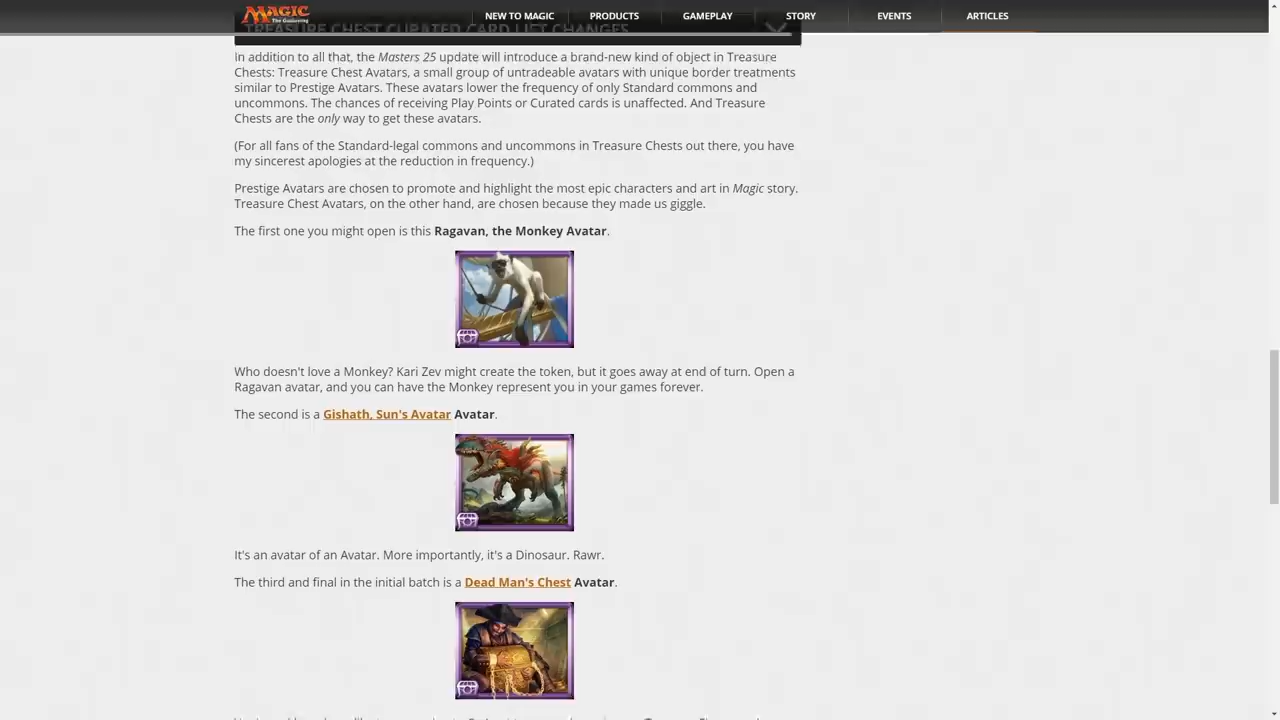 MAGIC
The Gathering
NEW TO MAGIC PRODUCTS GAMEPLAY STORY EVENTS ARTICLES
TREASURE CHEST CURATED CARD LIST CHANGES
In addition to all that, the Masters 25 update will introduce a brand-new kind of object in Treasure
Chests: Treasure Chest Avatars, a small group of untradeable avatars with unique border treatments
similar to Prestige Avatars. These avatars lower the frequency of only Standard commons and
uncommons. The chances of receiving Play Points or Curated cards is unaffected. And Treasure
Chests are the only way to get these avatars.
(For all fans of the Standard-legal commons and uncommons in Treasure Chests out there, you have
my sincerest apologies at the reduction in frequency.)
Prestige Avatars are chosen to promote and highlight the most epic characters and art in Magic story.
Treasure Chest Avatars, on the other hand, are chosen because they made us giggle.
The first one you might open is this Ragavan, the Monkey Avatar.
Who doesn't love a Monkey? Kari Zev might create the token, but it goes away at end of turn. Open a
Ragavan avatar, and you can have the Monkey represent you in your games forever.
The second is a Gishath, Sun's Avatar Avatar.
It's an avatar of an Avatar. More importantly, it's a Dinosaur. Rawr.
The third and final in the initial batch is a Dead Man's Chest Avatar.